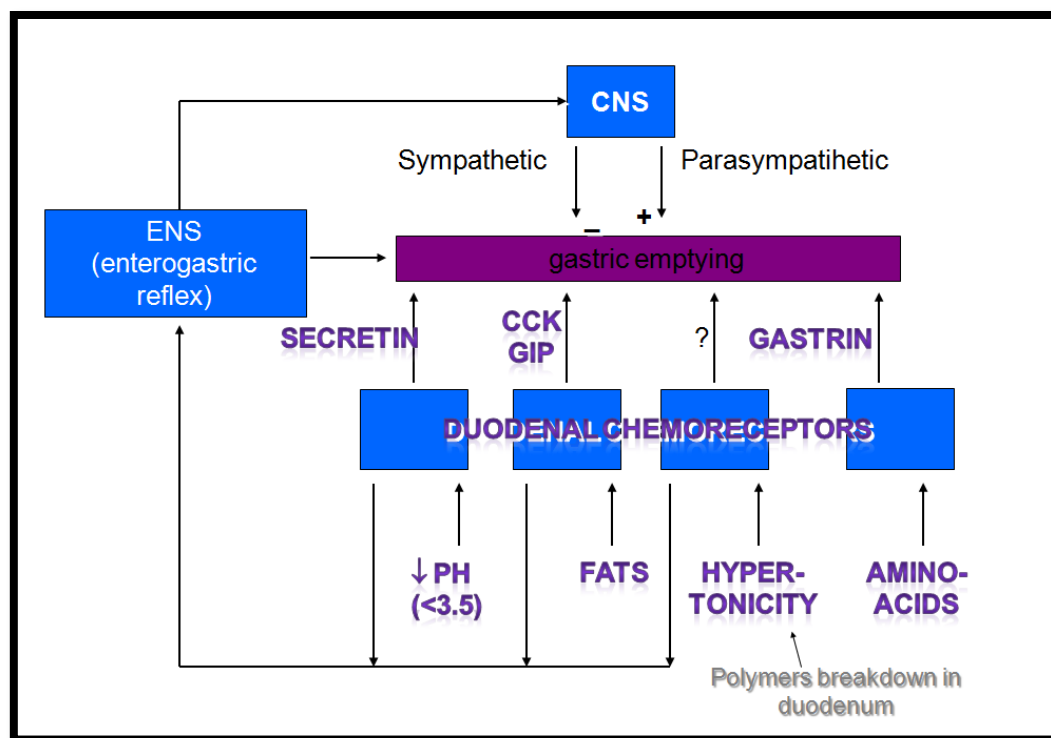 CNS
Sympathetic
Parasympatihetic
–
+
ENS
(enterogastric
reflex)
gastric emptying
SECRETIN
CCK
GIP
?
GASTRIN
DUODENAL CHEMORECEPTORS
↓ PH
(<3.5)
FATS
HYPER-
TONICITY
AMINO-
ACIDS
Polymers breakdown in
duodenum